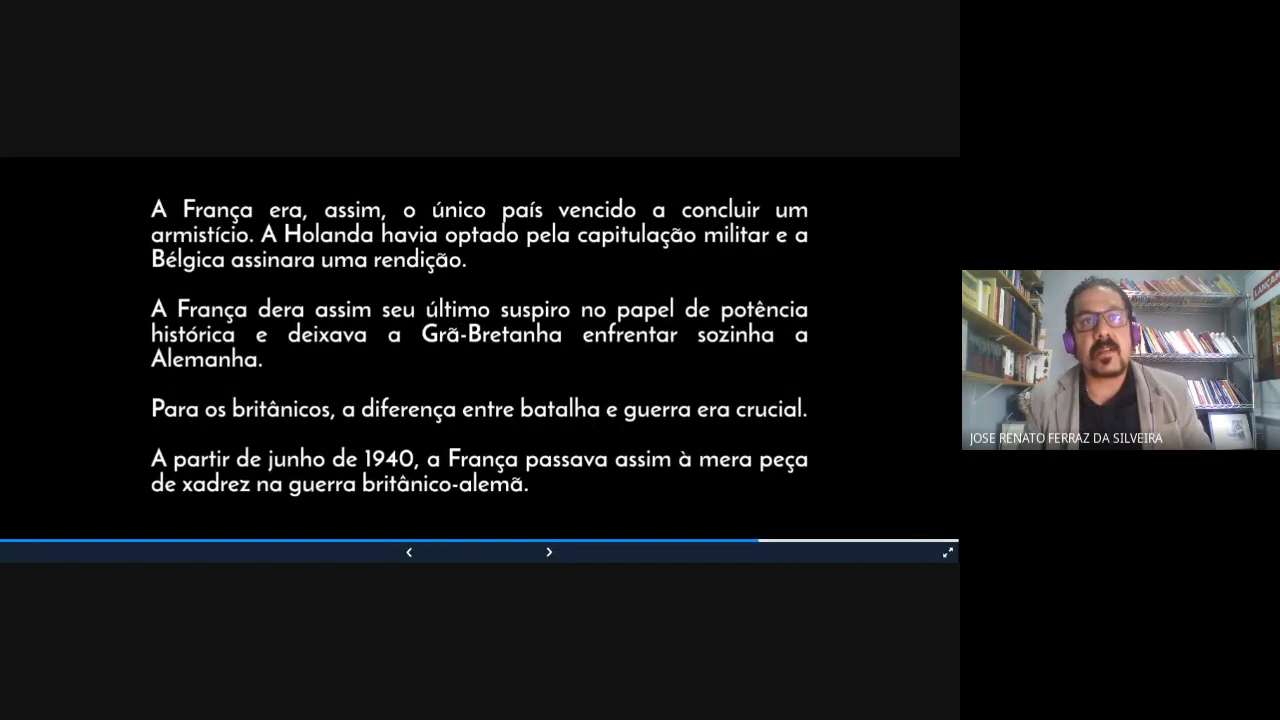 A França era, assim, o único país vencido a concluir um
armistício. A Holanda havia optado pela capitulação militar e a
Bélgica assinara uma rendição.
A França dera assim seu último suspiro no papel de potência
histórica e deixava a Grã-Bretanha enfrentar sozinha a
Alemanha.
Para os britânicos, a diferença entre batalha e guerra era crucial.
A partir de junho de 1940, a França passava assim à mera peça
de xadrez na guerra britânico-alemã.
JOSE RENATO FERRAZ DA SILVEIRA